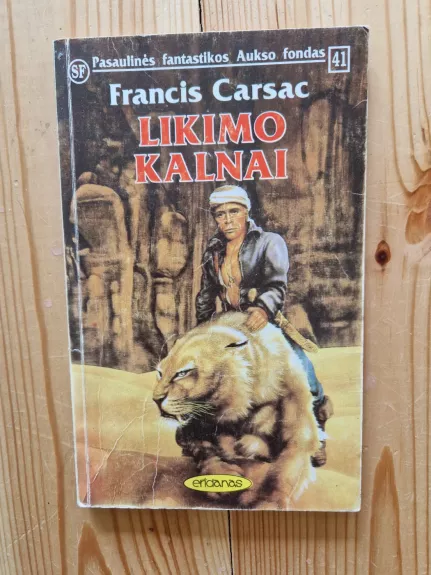 SF Pasaulinės fantastikos Aukso fondas 41
Francis Carsac
LIKIMO
KALNAI
eridanas